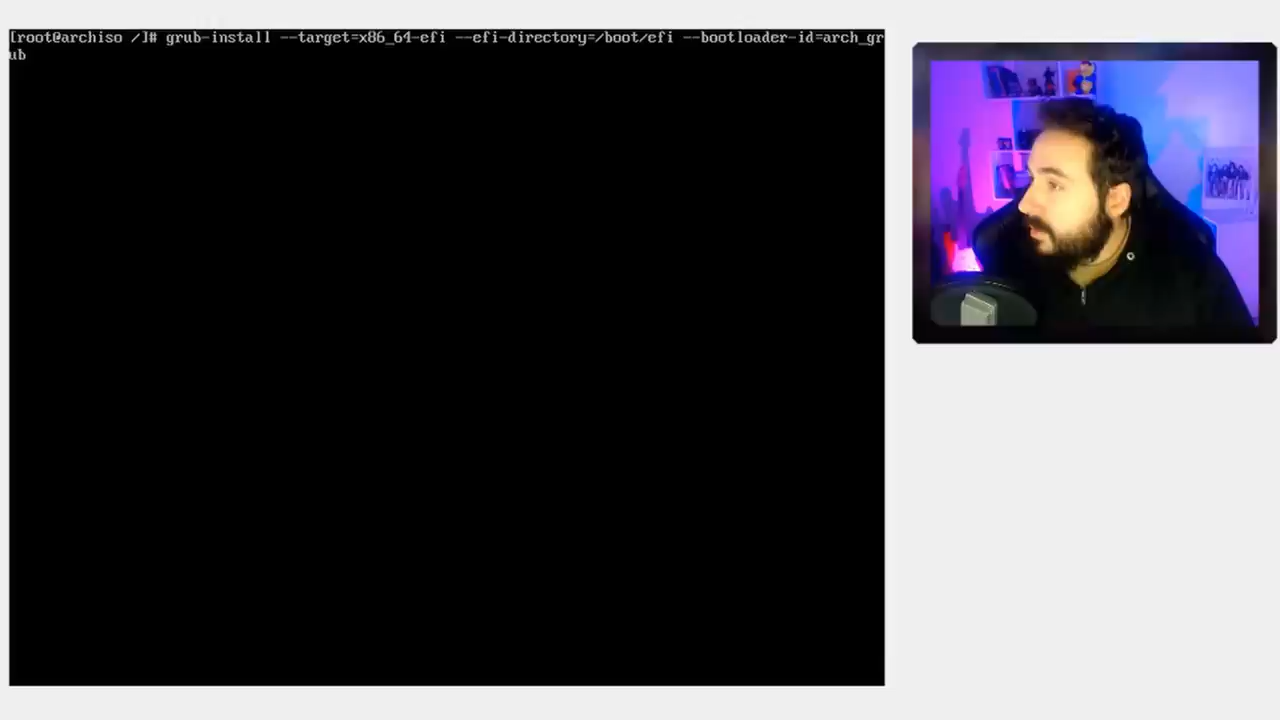 [root@archiso /]# grub-install --target=x86_64-efi --efi-directory=/boot/efi --bootloader-id=arch_gr
ub